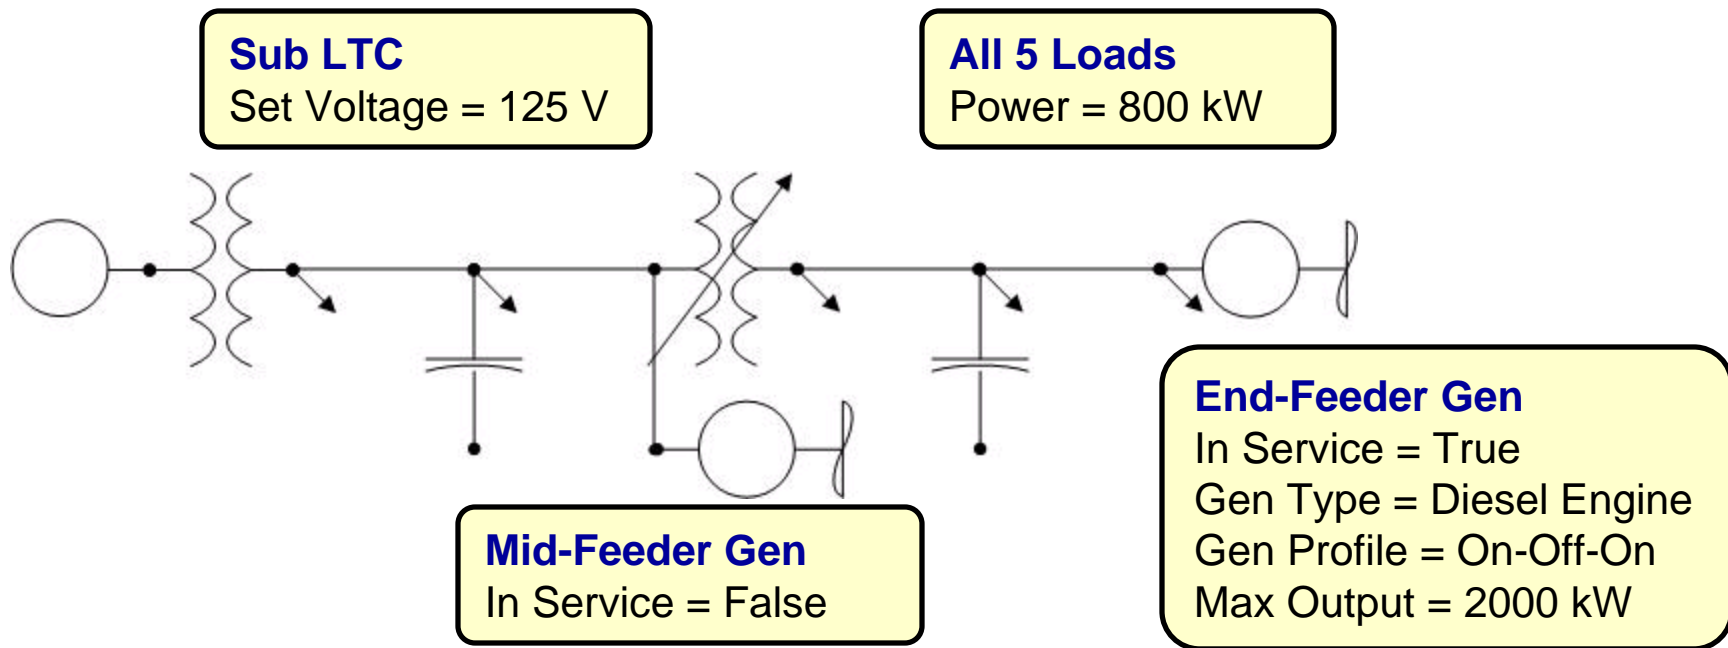 Sub LTC
Set Voltage = 125 V
All 5 Loads
Power = 800 kW
Mid-Feeder Gen
In Service = False
End-Feeder Gen
In Service = True
Gen Type = Diesel Engine
Gen Profile = On-Off-On
Max Output = 2000 kW